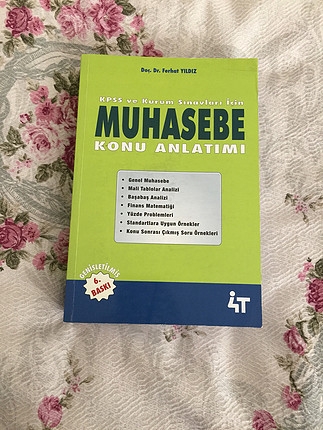 Doç. Dr. Ferhat YILDIZ
KPSS ve Kurum Sınavları İçin
MUHASEBE
KONU ANLATIMI
• Genel Muhasebe
• Mali Tablolar Analizi
• Başabaş Analizi
• Finans Matematiği
• Yüzde Problemleri
• Standartlara Uygun Örnekler
• Konu Sonrası Çıkmış Soru Örnekleri
GENİŞLETİLMİŞ
6.
BASKI
4T